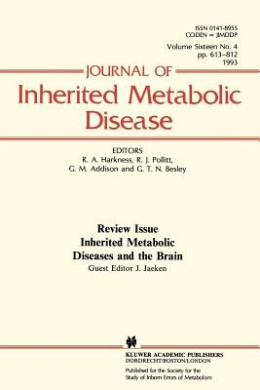 ISSN 0141-8955
CODEN = JIMDDP
Volume Sixteen No. 4
pp. 613–812
1993
JOURNAL OF
Inherited Metabolic
Disease
EDITORS
R. A. Harkness, R. J. Pollitt,
G. M. Addison and G. T. N. Besley
Review Issue
Inherited Metabolic
Diseases and the Brain
Guest Editor J. Jaeken
KLUWER ACADEMIC PUBLISHERS
DORDRECHT/BOSTON/LONDON
Published for the Society for the
Study of Inborn Errors of Metabolism